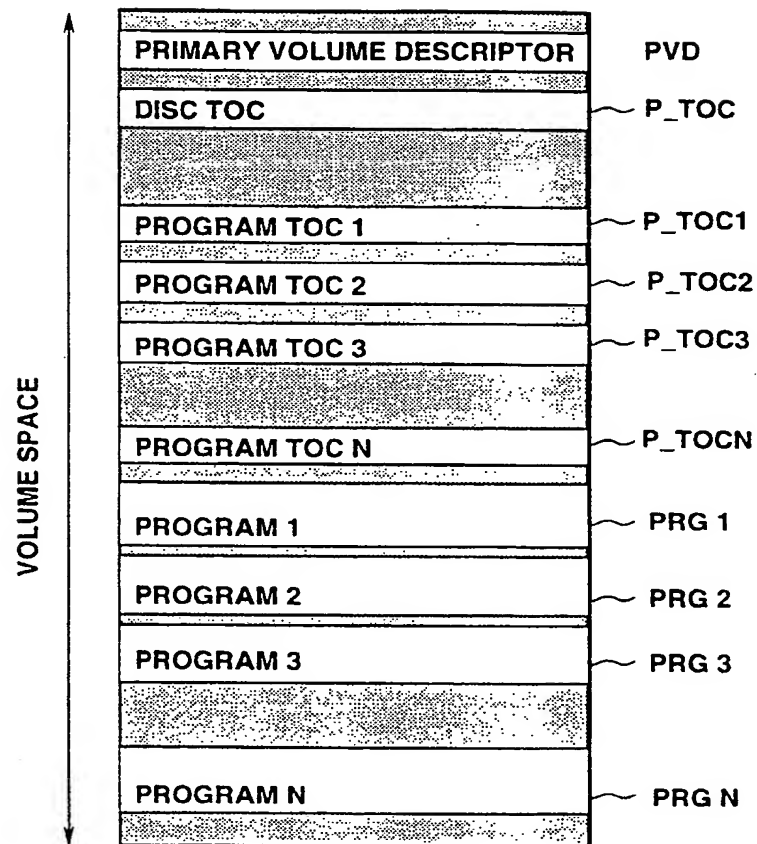 PRIMARY VOLUME DESCRIPTOR PVD
DISC TOC P_TOC
PROGRAM TOC 1 P_TOC1
PROGRAM TOC 2 P_TOC2
PROGRAM TOC 3 P_TOC3
PROGRAM TOC N P_TOCN
PROGRAM 1 PRG 1
PROGRAM 2 PRG 2
PROGRAM 3 PRG 3
PROGRAM N PRG N
VOLUME SPACE